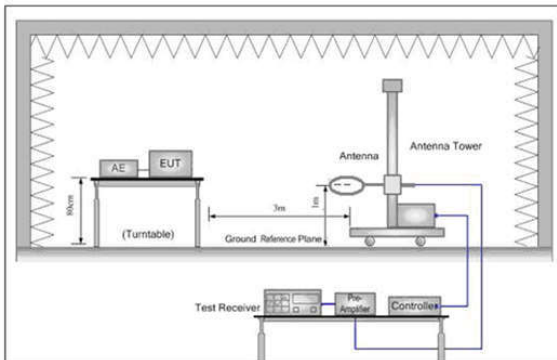 AE
EUT
80cm
(Turntable)
3m
Antenna
Antenna Tower
1m
Ground Reference Plane
Test Receiver
Pre-
Amplifier
Controller